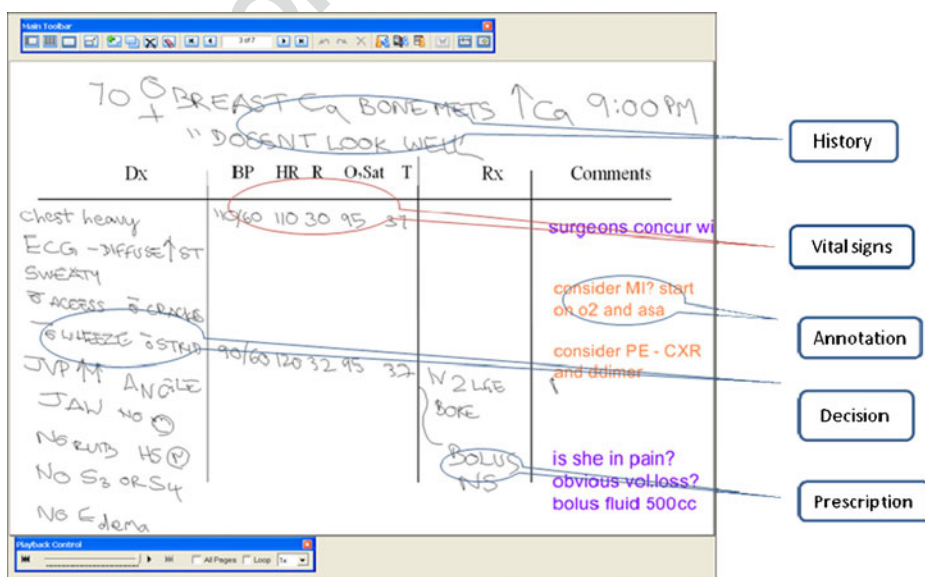 Main Toolbar
3 of 7
70 ♀ BREAST Ca BONE METS ↑Ca 9:00PM
"DOESNT LOOK WELL"
History
Dx BP HR R O₂Sat T Rx Comments
chest heavy 110/60 110 30 95 37
surgeons concur wi
Vital signs
ECG - DIFFUSE ↑ ST
SWEATY
consider MI? start
on o2 and asa
ō ACCESS ō CRACKS
Annotation
ō WHEEZE ō STRID 90/60 120 32 95 37
consider PE - CXR
and ddimer
JVP ↑↑ ANGLE
IV 2 LGE
BORE
Decision
JAW NO
NO RUB HS N
BOLUS
NS
is she in pain?
obvious vol.loss?
bolus fluid 500cc
Prescription
NO S3 OR S4
NO Edema
Playback Control
All Pages Loop 1x